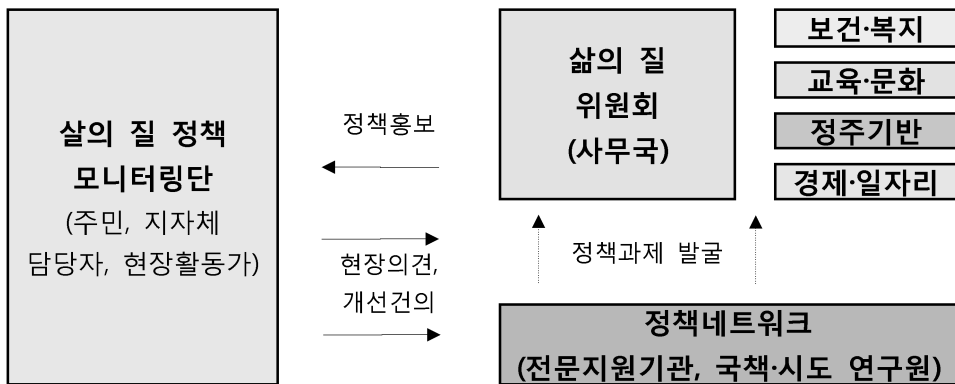 살의 질 정책
모니터링단
(주민, 지자체
담당자, 현장활동가)
정책홍보
현장의견,
개선건의
삶의 질
위원회
(사무국)
보건·복지
교육·문화
정주기반
경제·일자리
정책과제 발굴
정책네트워크
(전문지원기관, 국책·시도 연구원)